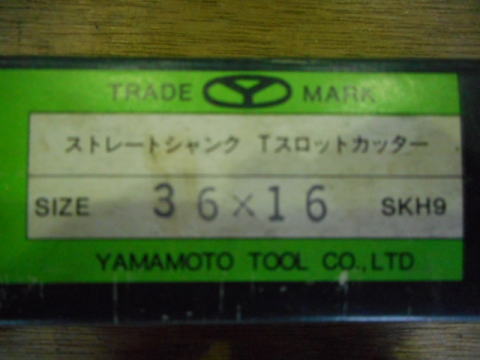 TRADE Y MARK
ストレートシャンク Tスロットカッター
SIZE 36×16 SKH9
YAMAMOTO TOOL CO.,LTD